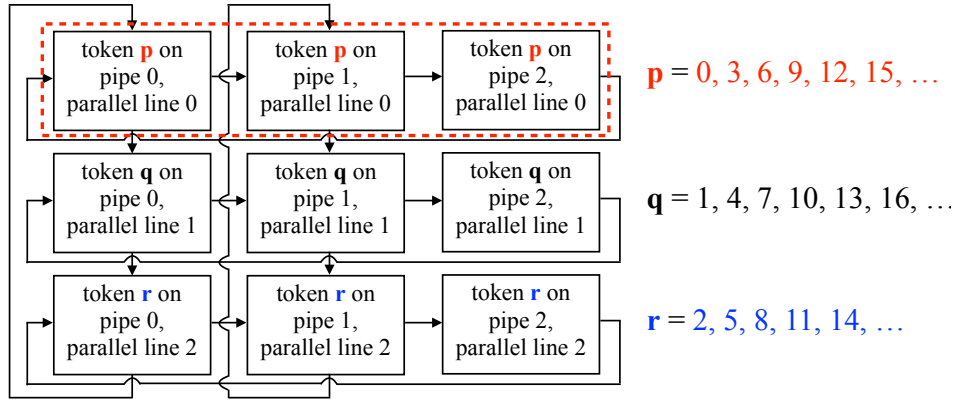 token p on
pipe 0,
parallel line 0
token p on
pipe 1,
parallel line 0
token p on
pipe 2,
parallel line 0
p = 0, 3, 6, 9, 12, 15, …
token q on
pipe 0,
parallel line 1
token q on
pipe 1,
parallel line 1
token q on
pipe 2,
parallel line 1
q = 1, 4, 7, 10, 13, 16, …
token r on
pipe 0,
parallel line 2
token r on
pipe 1,
parallel line 2
token r on
pipe 2,
parallel line 2
r = 2, 5, 8, 11, 14, …